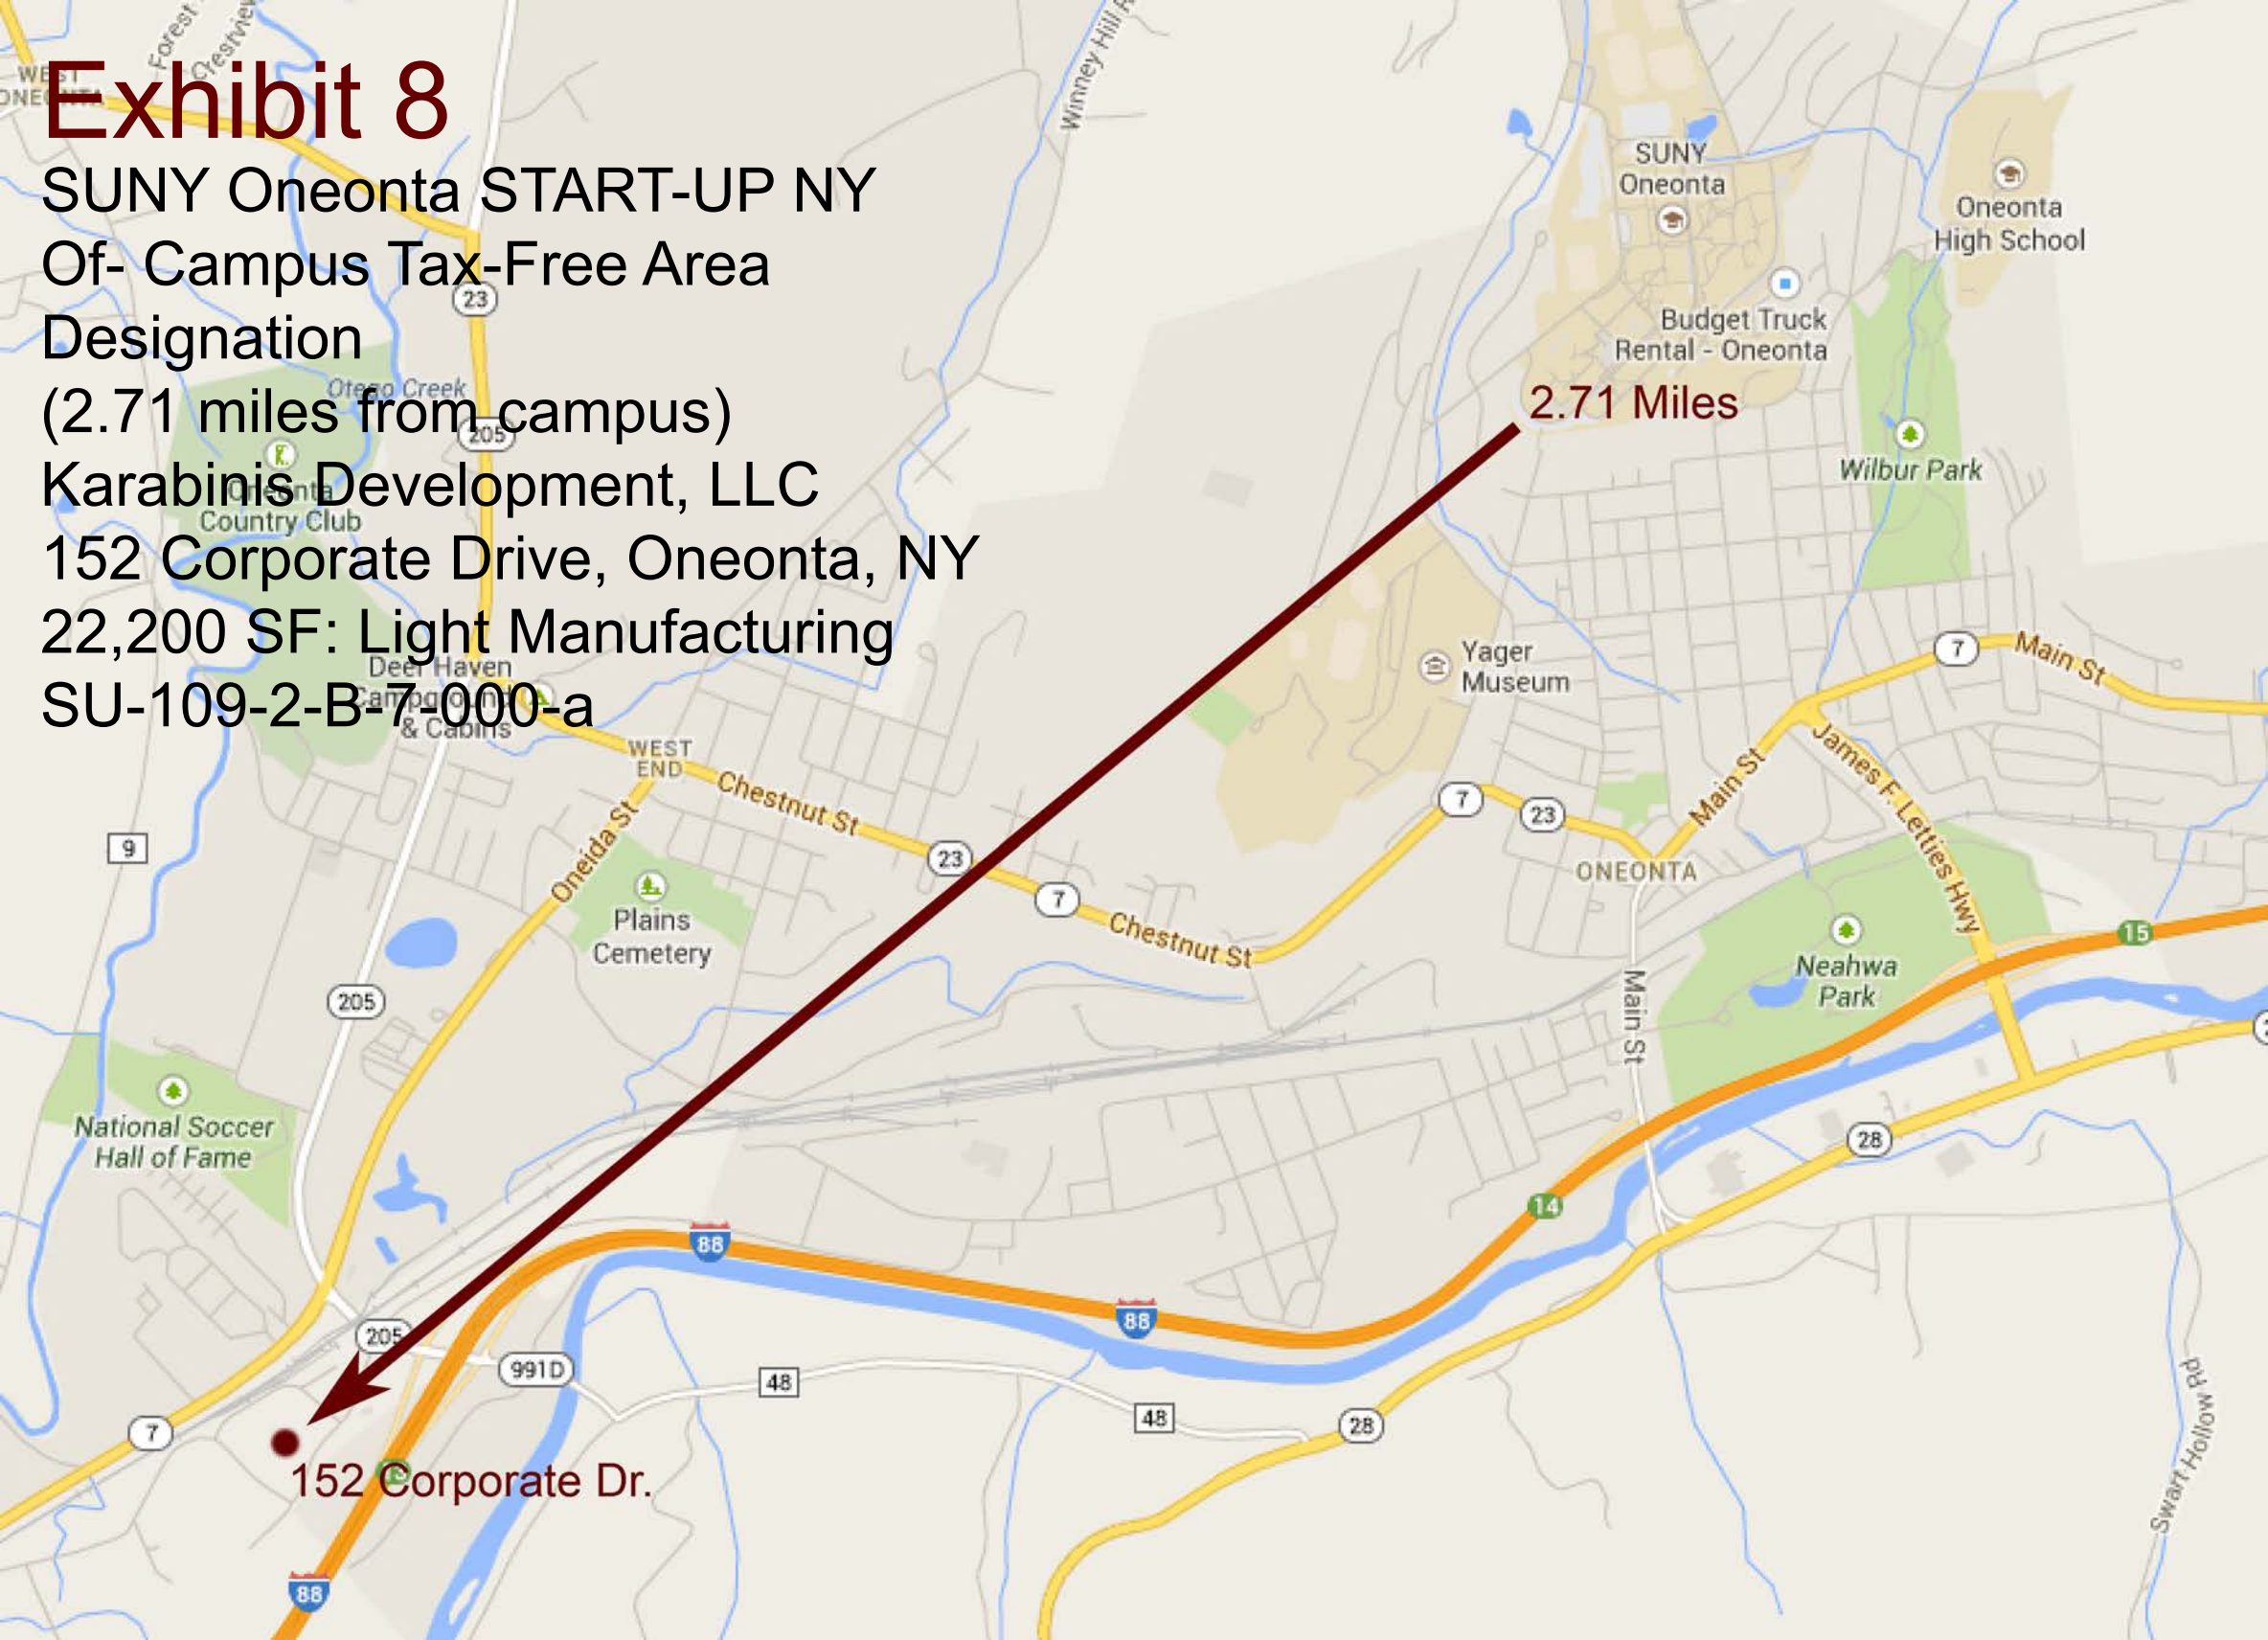 Exhibit 8
SUNY Oneonta START-UP NY
Of- Campus Tax-Free Area
Designation
(2.71 miles from campus)
Karabinis Development, LLC
152 Corporate Drive, Oneonta, NY
22,200 SF: Light Manufacturing
SU-109-2-B-7-000-a
WEST
ONEONTA
Forest
Crestview
Winney Hill
23
Otego Creek
205
Oneonta
Country Club
Deer Haven
Campground
& Cabins
SUNY
Oneonta
Oneonta
High School
Budget Truck
Rental - Oneonta
2.71 Miles
Wilbur Park
Yager
Museum
7
Main St
James F. Letties Hwy
Main St
7
23
ONEONTA
WEST
END
Chestnut St
23
7
Chestnut St
Oneida St
9
Plains
Cemetery
205
Neahwa
Park
15
Main St
National Soccer
Hall of Fame
28
14
88
88
205
991D
48
48
28
7
152 Corporate Dr.
88
Swart Hollow Rd